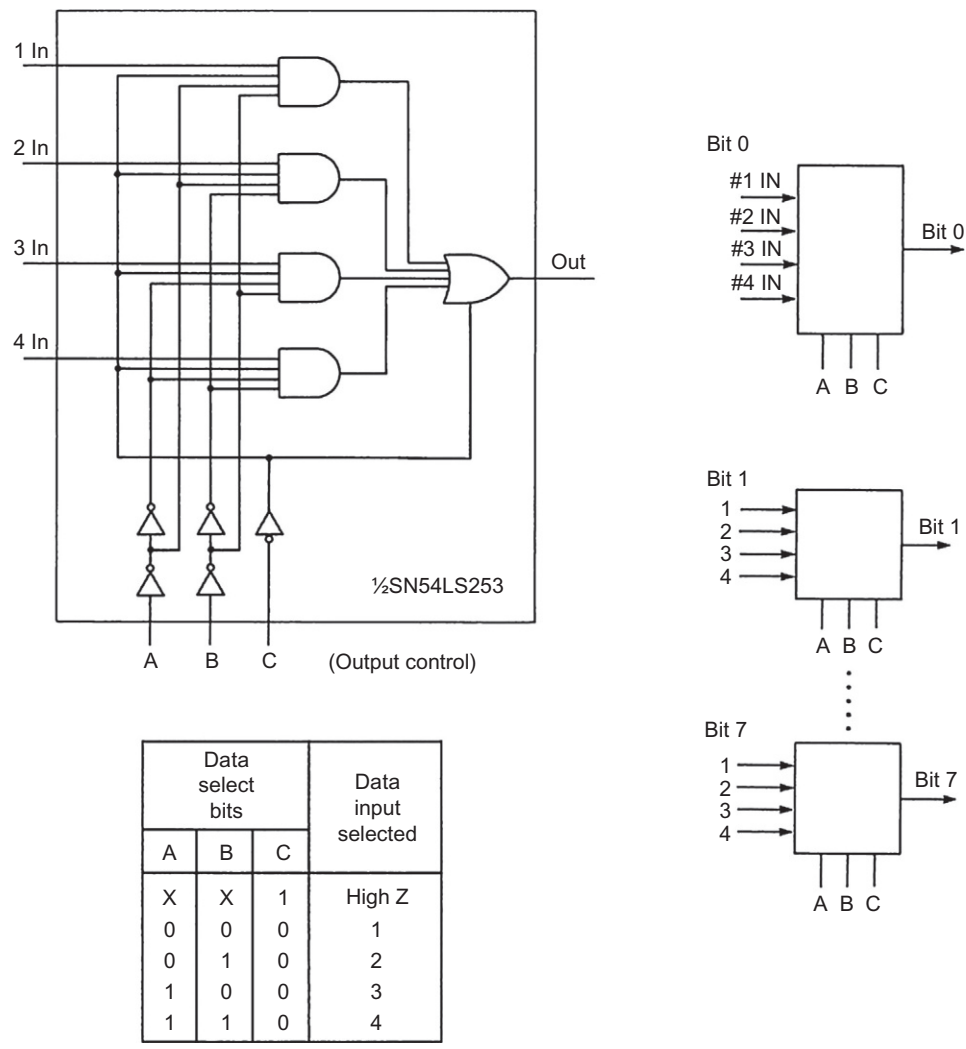 1 In
2 In
3 In
4 In
Out
½SN54LS253
A B C (Output control)
Data select bits
Data input selected
A B C
X X 1 High Z
0 0 0 1
0 1 0 2
1 0 0 3
1 1 0 4
Bit 0
#1 IN
#2 IN
#3 IN
#4 IN
Bit 0
A B C
Bit 1
1
2
3
4
Bit 1
A B C
Bit 7
1
2
3
4
Bit 7
A B C